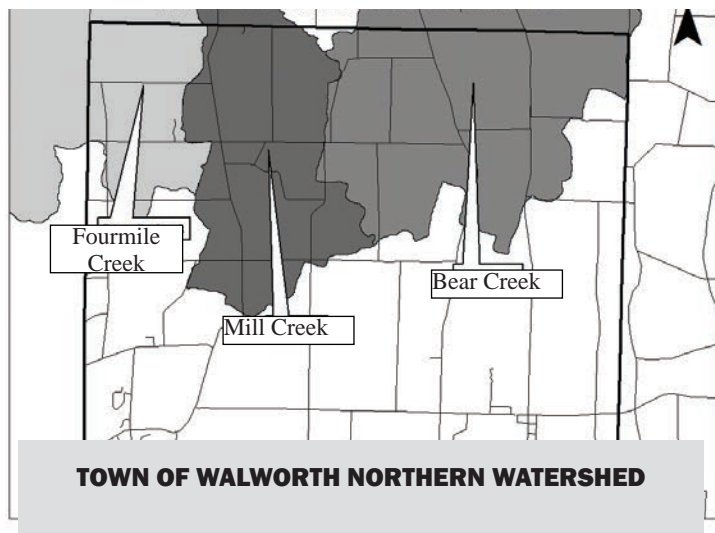 Fourmile
Creek
Mill Creek
Bear Creek
TOWN OF WALWORTH NORTHERN WATERSHED